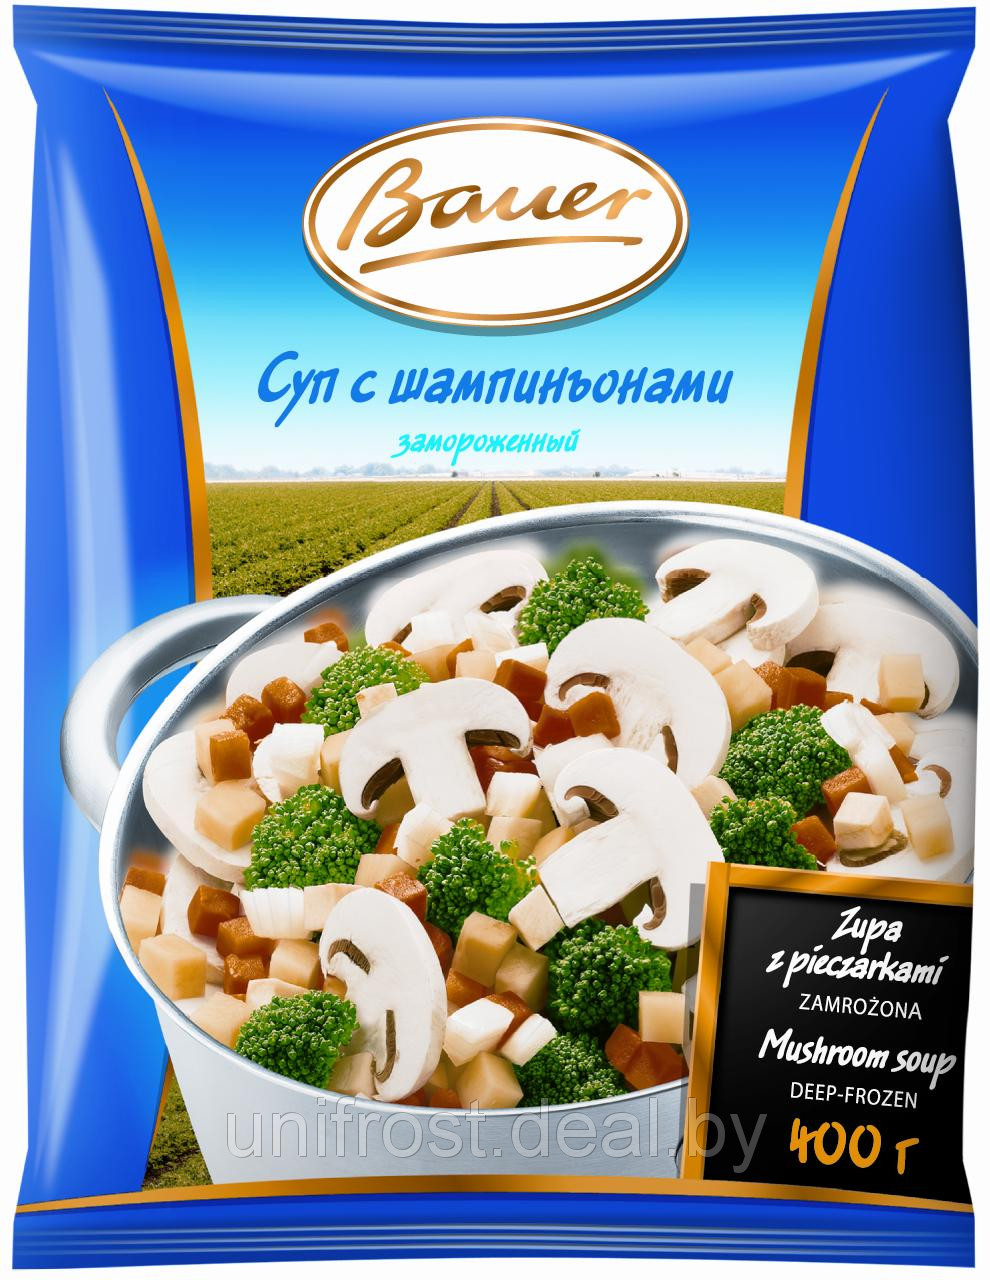 Bauer
Суп с шампиньонами
замороженный
Zupa
z pieczarkami
ZAMROŻONA
Mushroom soup
DEEP-FROZEN
400 г
unifrost.deal.by